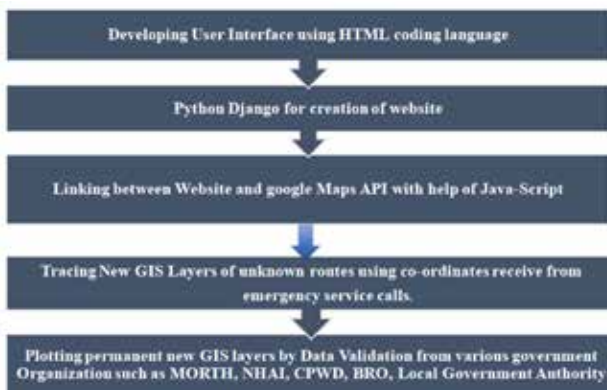 Developing User Interface using HTML coding language
Python Django for creation of website
Linking between Website and google Maps API with help of Java-Script
Tracing New GIS Layers of unknown routes using co-ordinates receive from
emergency service calls.
Plotting permanent new GIS layers by Data Validation from various government
Organization such as MORTH, NHAI, CPWD, BRO, Local Government Authority